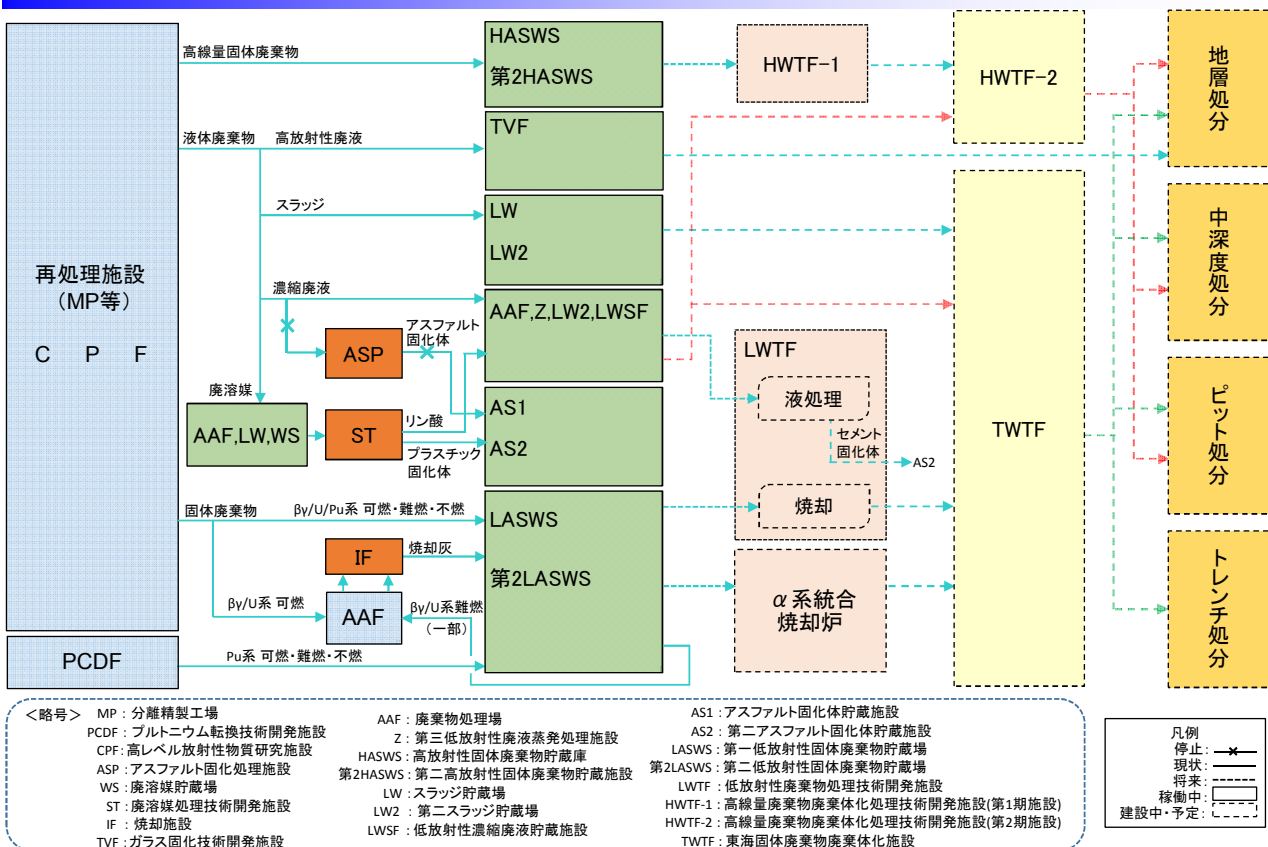 再処理施設
(MP等)
C P F
PCDF
高線量固体廃棄物
液体廃棄物
高放射性廃液
スラッジ
濃縮廃液
アスファルト
固化体
ASP
廃溶媒
AAF,LW,WS
ST
リン酸
プラスチック
固化体
固体廃棄物
βγ/U/Pu系 可燃・難燃・不燃
IF
焼却灰
βγ/U系 可燃
AAF
βγ/U系難燃
(一部)
Pu系 可燃・難燃・不燃
HASWS
第2HASWS
TVF
LW
LW2
AAF,Z,LW2,LWSF
AS1
AS2
LASWS
第2LASWS
HWTF-1
LWTF
液処理
セメント
固化体
AS2
焼却
α系統合
焼却炉
HWTF-2
TWTF
地層処分
中深度処分
ピット処分
トレンチ処分
<略号>
MP : 分離精製工場
PCDF : プルトニウム転換技術開発施設
CPF : 高レベル放射性物質研究施設
ASP : アスファルト固化処理施設
WS : 廃溶媒貯蔵場
ST : 廃溶媒処理技術開発施設
IF : 焼却施設
TVF : ガラス固化技術開発施設
AAF : 廃棄物処理場
Z : 第三低放射性廃液蒸発処理施設
HASWS : 高放射性固体廃棄物貯蔵庫
第2HASWS : 第二高放射性固体廃棄物貯蔵施設
LW : スラッジ貯蔵場
LW2 : 第二スラッジ貯蔵場
LWSF : 低放射性濃縮廃液貯蔵施設
AS1 : アスファルト固化体貯蔵施設
AS2 : 第二アスファルト固化体貯蔵施設
LASWS : 第一低放射性固体廃棄物貯蔵場
第2LASWS : 第二低放射性固体廃棄物貯蔵場
LWTF : 低放射性廃棄物処理技術開発施設
HWTF-1 : 高線量廃棄物廃棄体化処理技術開発施設(第1期施設)
HWTF-2 : 高線量廃棄物廃棄体化処理技術開発施設(第2期施設)
TWTF : 東海固体廃棄物廃棄体化施設
凡例
停止 :
現状 :
将来 :
稼働中 :
建設中・予定 :